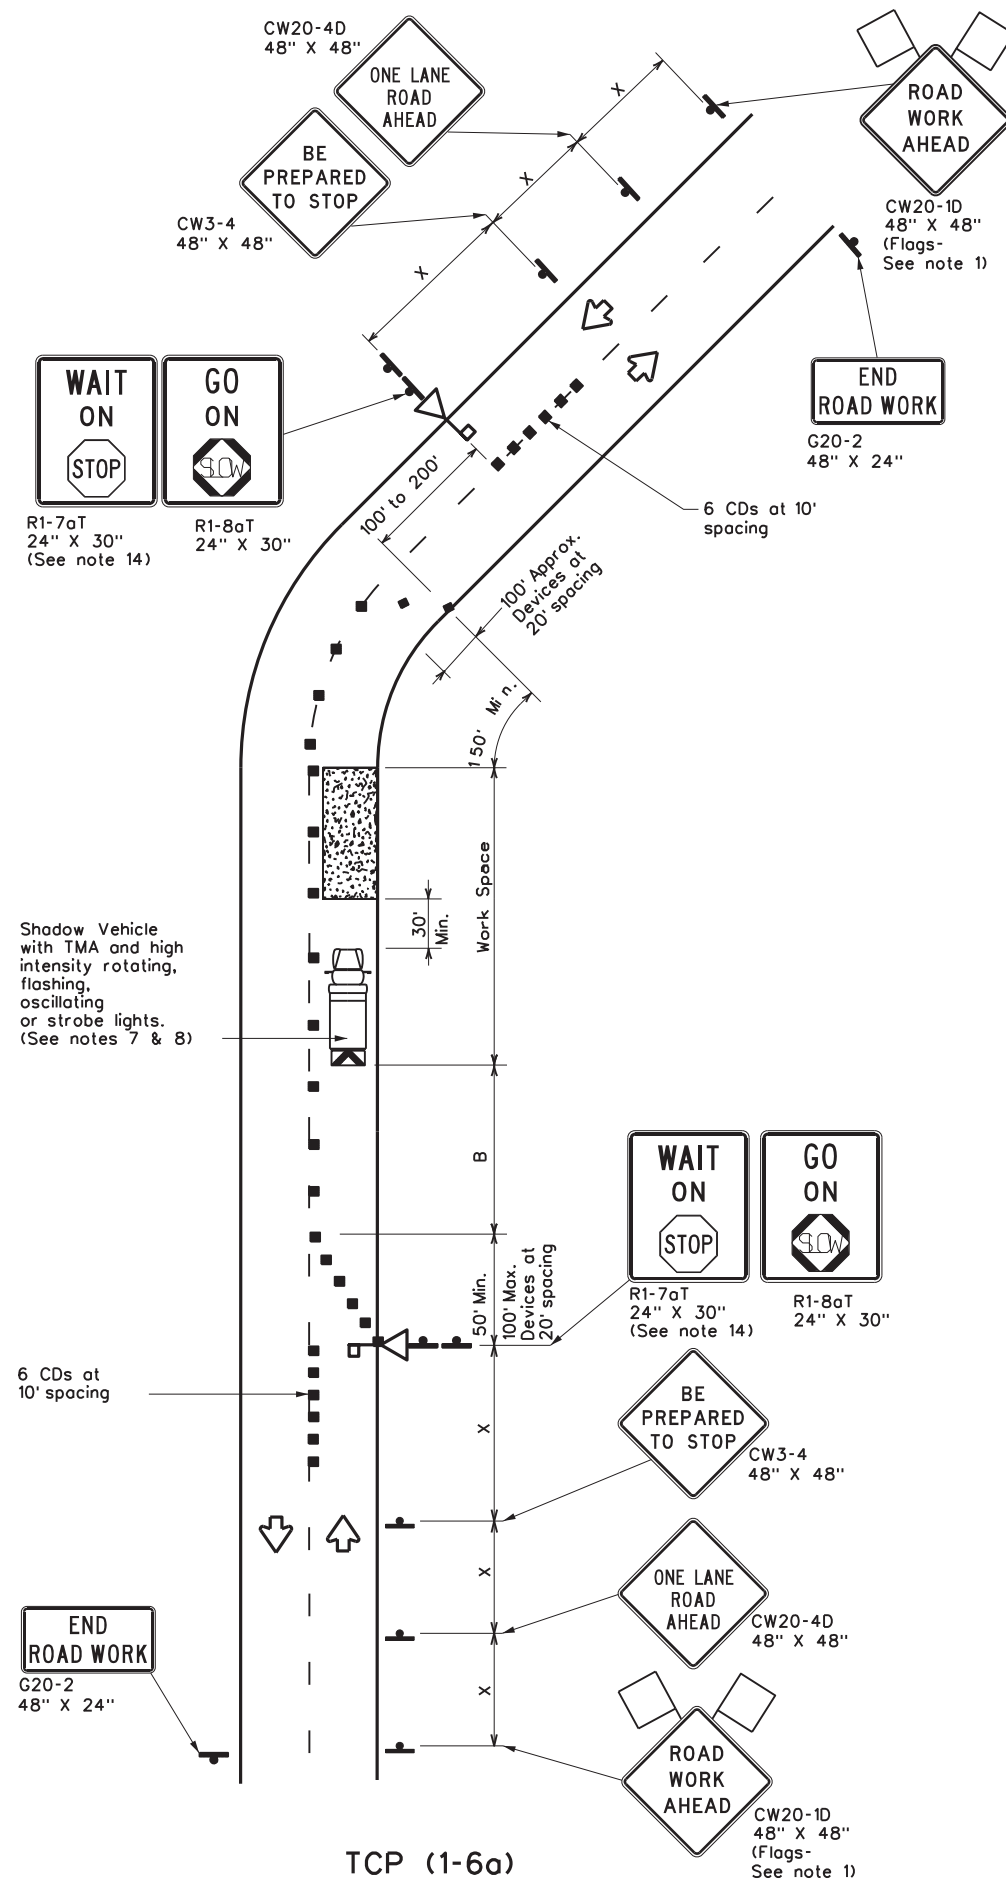 CW20-4D
48" X 48"
ONE LANE
ROAD
AHEAD
BE
PREPARED
TO STOP
CW3-4
48" X 48"
X
X
X
ROAD
WORK
AHEAD
CW20-1D
48" X 48"
(Flags-
See note 1)
WAIT
ON
STOP
GO
ON
SLOW
R1-7aT
24" X 30"
(See note 14)
R1-8aT
24" X 30"
END
ROAD WORK
G20-2
48" X 24"
100' to 200'
6 CDs at 10'
spacing
100' Approx.
Devices at
20' spacing
150' Min.
Work Space
30'
Min.
Shadow Vehicle
with TMA and high
intensity rotating,
flashing,
oscillating
or strobe lights.
(See notes 7 & 8)
B
50' Min.
100' Max.
Devices at
20' spacing
WAIT
ON
STOP
GO
ON
SLOW
R1-7aT
24" X 30"
(See note 14)
R1-8aT
24" X 30"
6 CDs at
10' spacing
X
BE
PREPARED
TO STOP
CW3-4
48" X 48"
X
ONE LANE
ROAD
AHEAD
CW20-4D
48" X 48"
END
ROAD WORK
G20-2
48" X 24"
X
ROAD
WORK
AHEAD
CW20-1D
48" X 48"
(Flags-
See note 1)
TCP (1-6a)